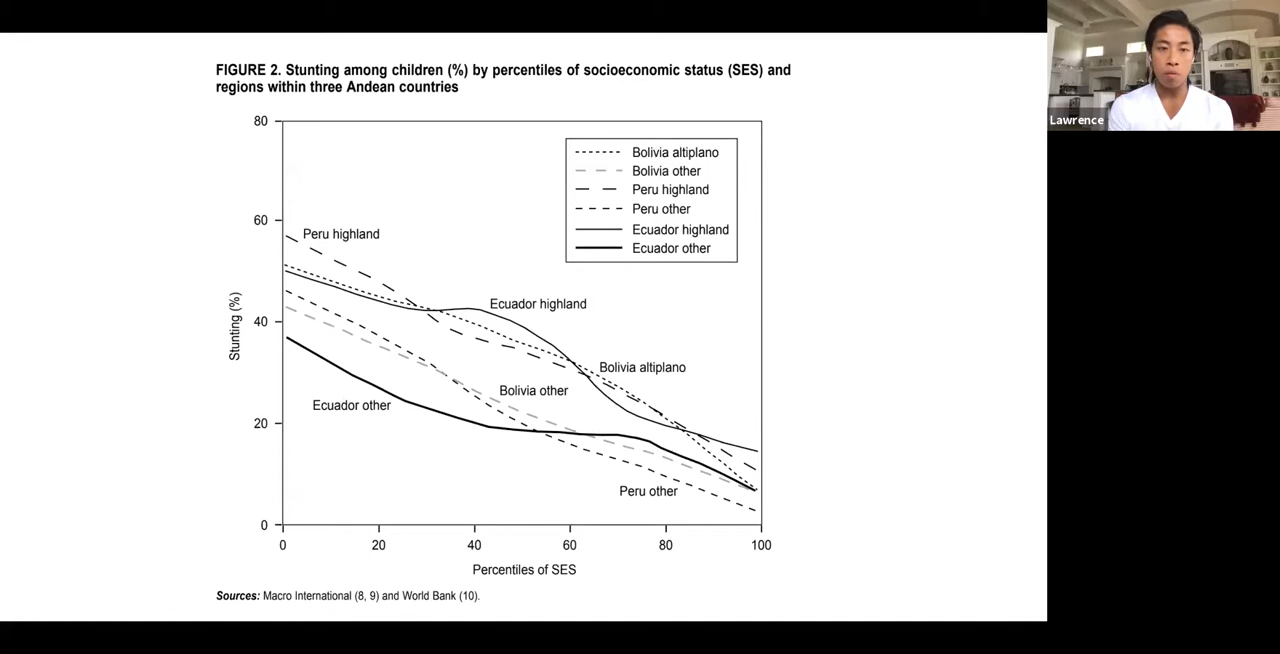 FIGURE 2. Stunting among children (%) by percentiles of socioeconomic status (SES) and
regions within three Andean countries
Lawrence
80
60
40
20
0
Stunting (%)
Bolivia altiplano
Bolivia other
Peru highland
Peru other
Ecuador highland
Ecuador other
Peru highland
Ecuador highland
Bolivia altiplano
Bolivia other
Ecuador other
Peru other
0
20
40
60
80
100
Percentiles of SES
Sources: Macro International (8, 9) and World Bank (10).